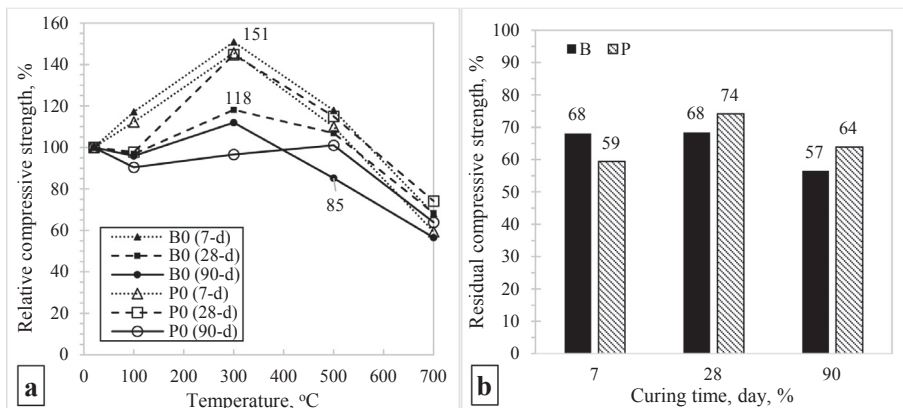 Relative compressive strength, %
160
140
120
100
80
60
40
20
0
151
118
85
B0 (7-d)
B0 (28-d)
B0 (90-d)
P0 (7-d)
P0 (28-d)
P0 (90-d)
0 100 200 300 400 500 600 700
Temperature, °C
a
Residual compressive strength, %
100
90
80
70
60
50
40
30
20
10
0
B P
68 59 68 74 57 64
7 28 90
Curing time, day, %
b